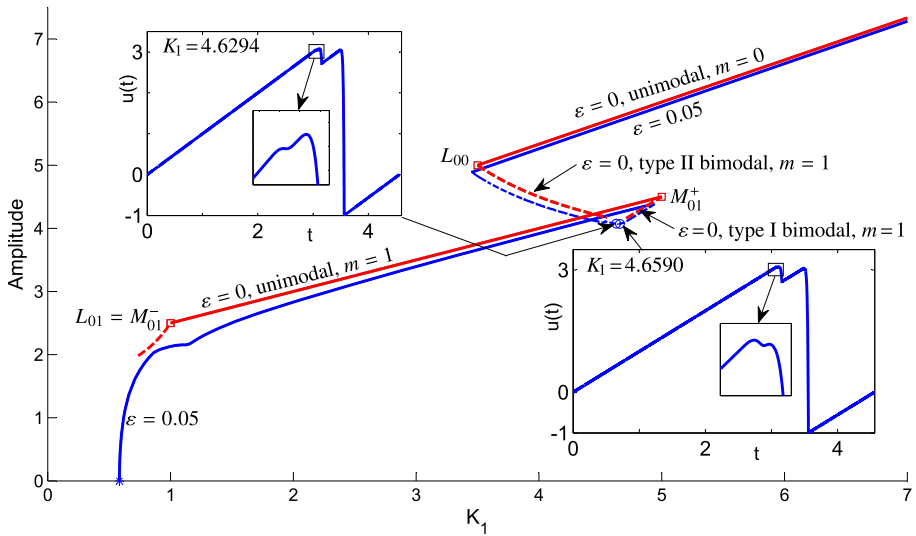 7
6
5
4
3
2
1
0
Amplitude
0
1
2
3
4
5
6
7
K₁
K₁=4.6294
3
0
-1
u(t)
0
2
4
t
ε=0, unimodal, m=0
ε=0.05
L₀₀
ε=0, type II bimodal, m=1
M₀₁⁺
ε=0, type I bimodal, m=1
ε=0, unimodal, m=1
L₀₁ = M₀₁⁻
ε=0.05
K₁=4.6590
3
0
-1
u(t)
0
2
4
t